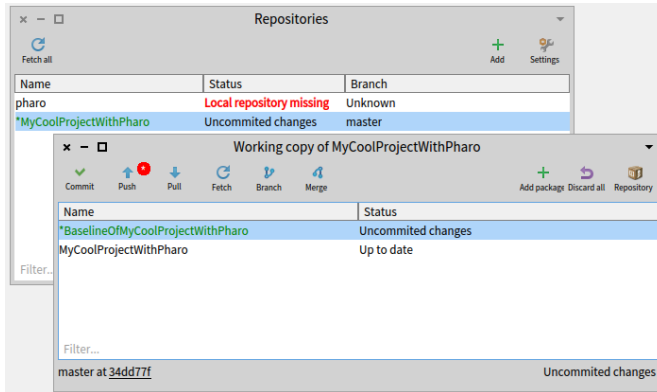 Repositories
Fetch all
Add Settings
Name Status Branch
pharo Local repository missing Unknown
*MyCoolProjectWithPharo Uncommited changes master
Filter...
Working copy of MyCoolProjectWithPharo
Commit Push Pull Fetch Branch Merge Add package Discard all Repository
Name Status
*BaselineOfMyCoolProjectWithPharo Uncommited changes
MyCoolProjectWithPharo Up to date
Filter...
master at 34dd77f Uncommited changes